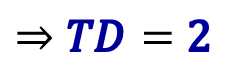 ⇒ TD = 2